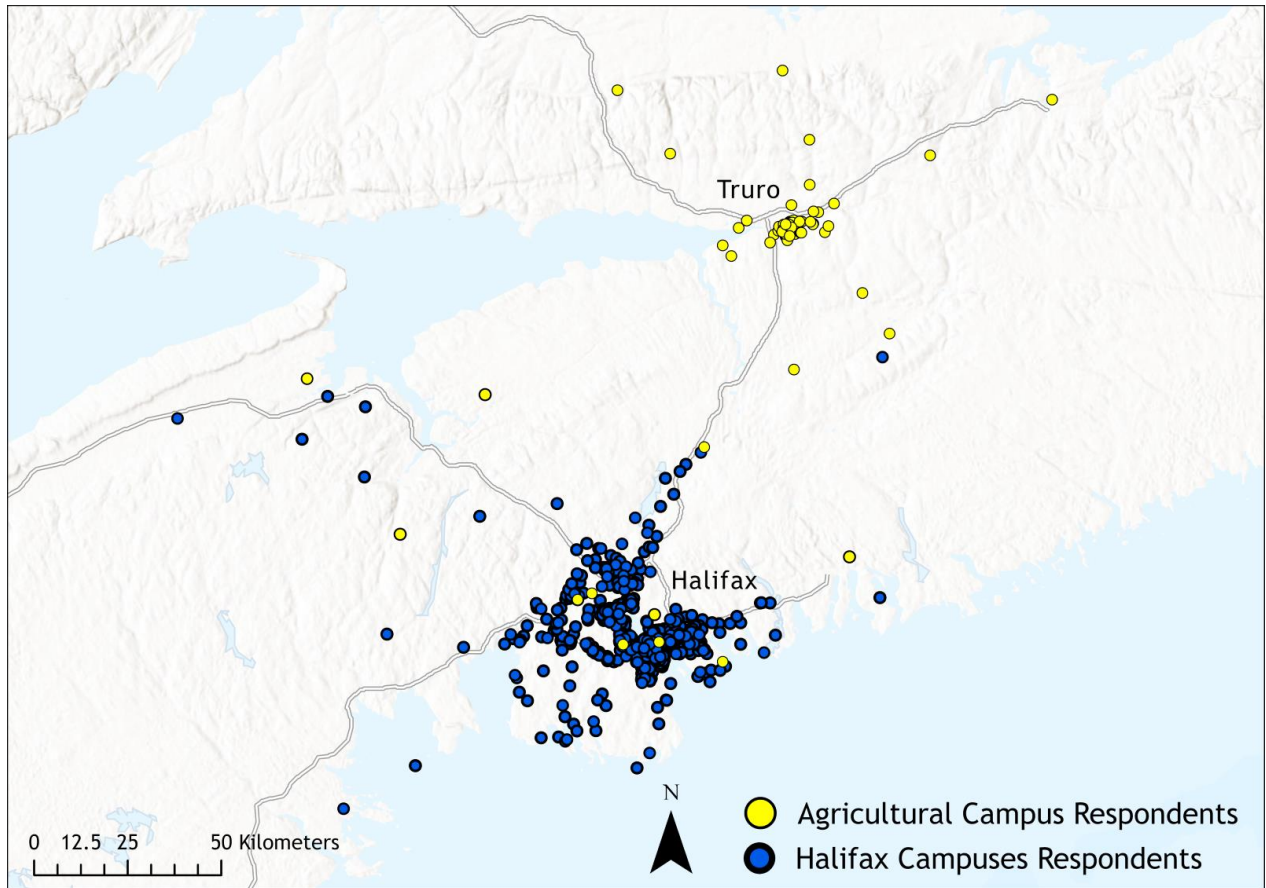 Truro
Halifax
N
Agricultural Campus Respondents
Halifax Campuses Respondents
0 12.5 25 50 Kilometers